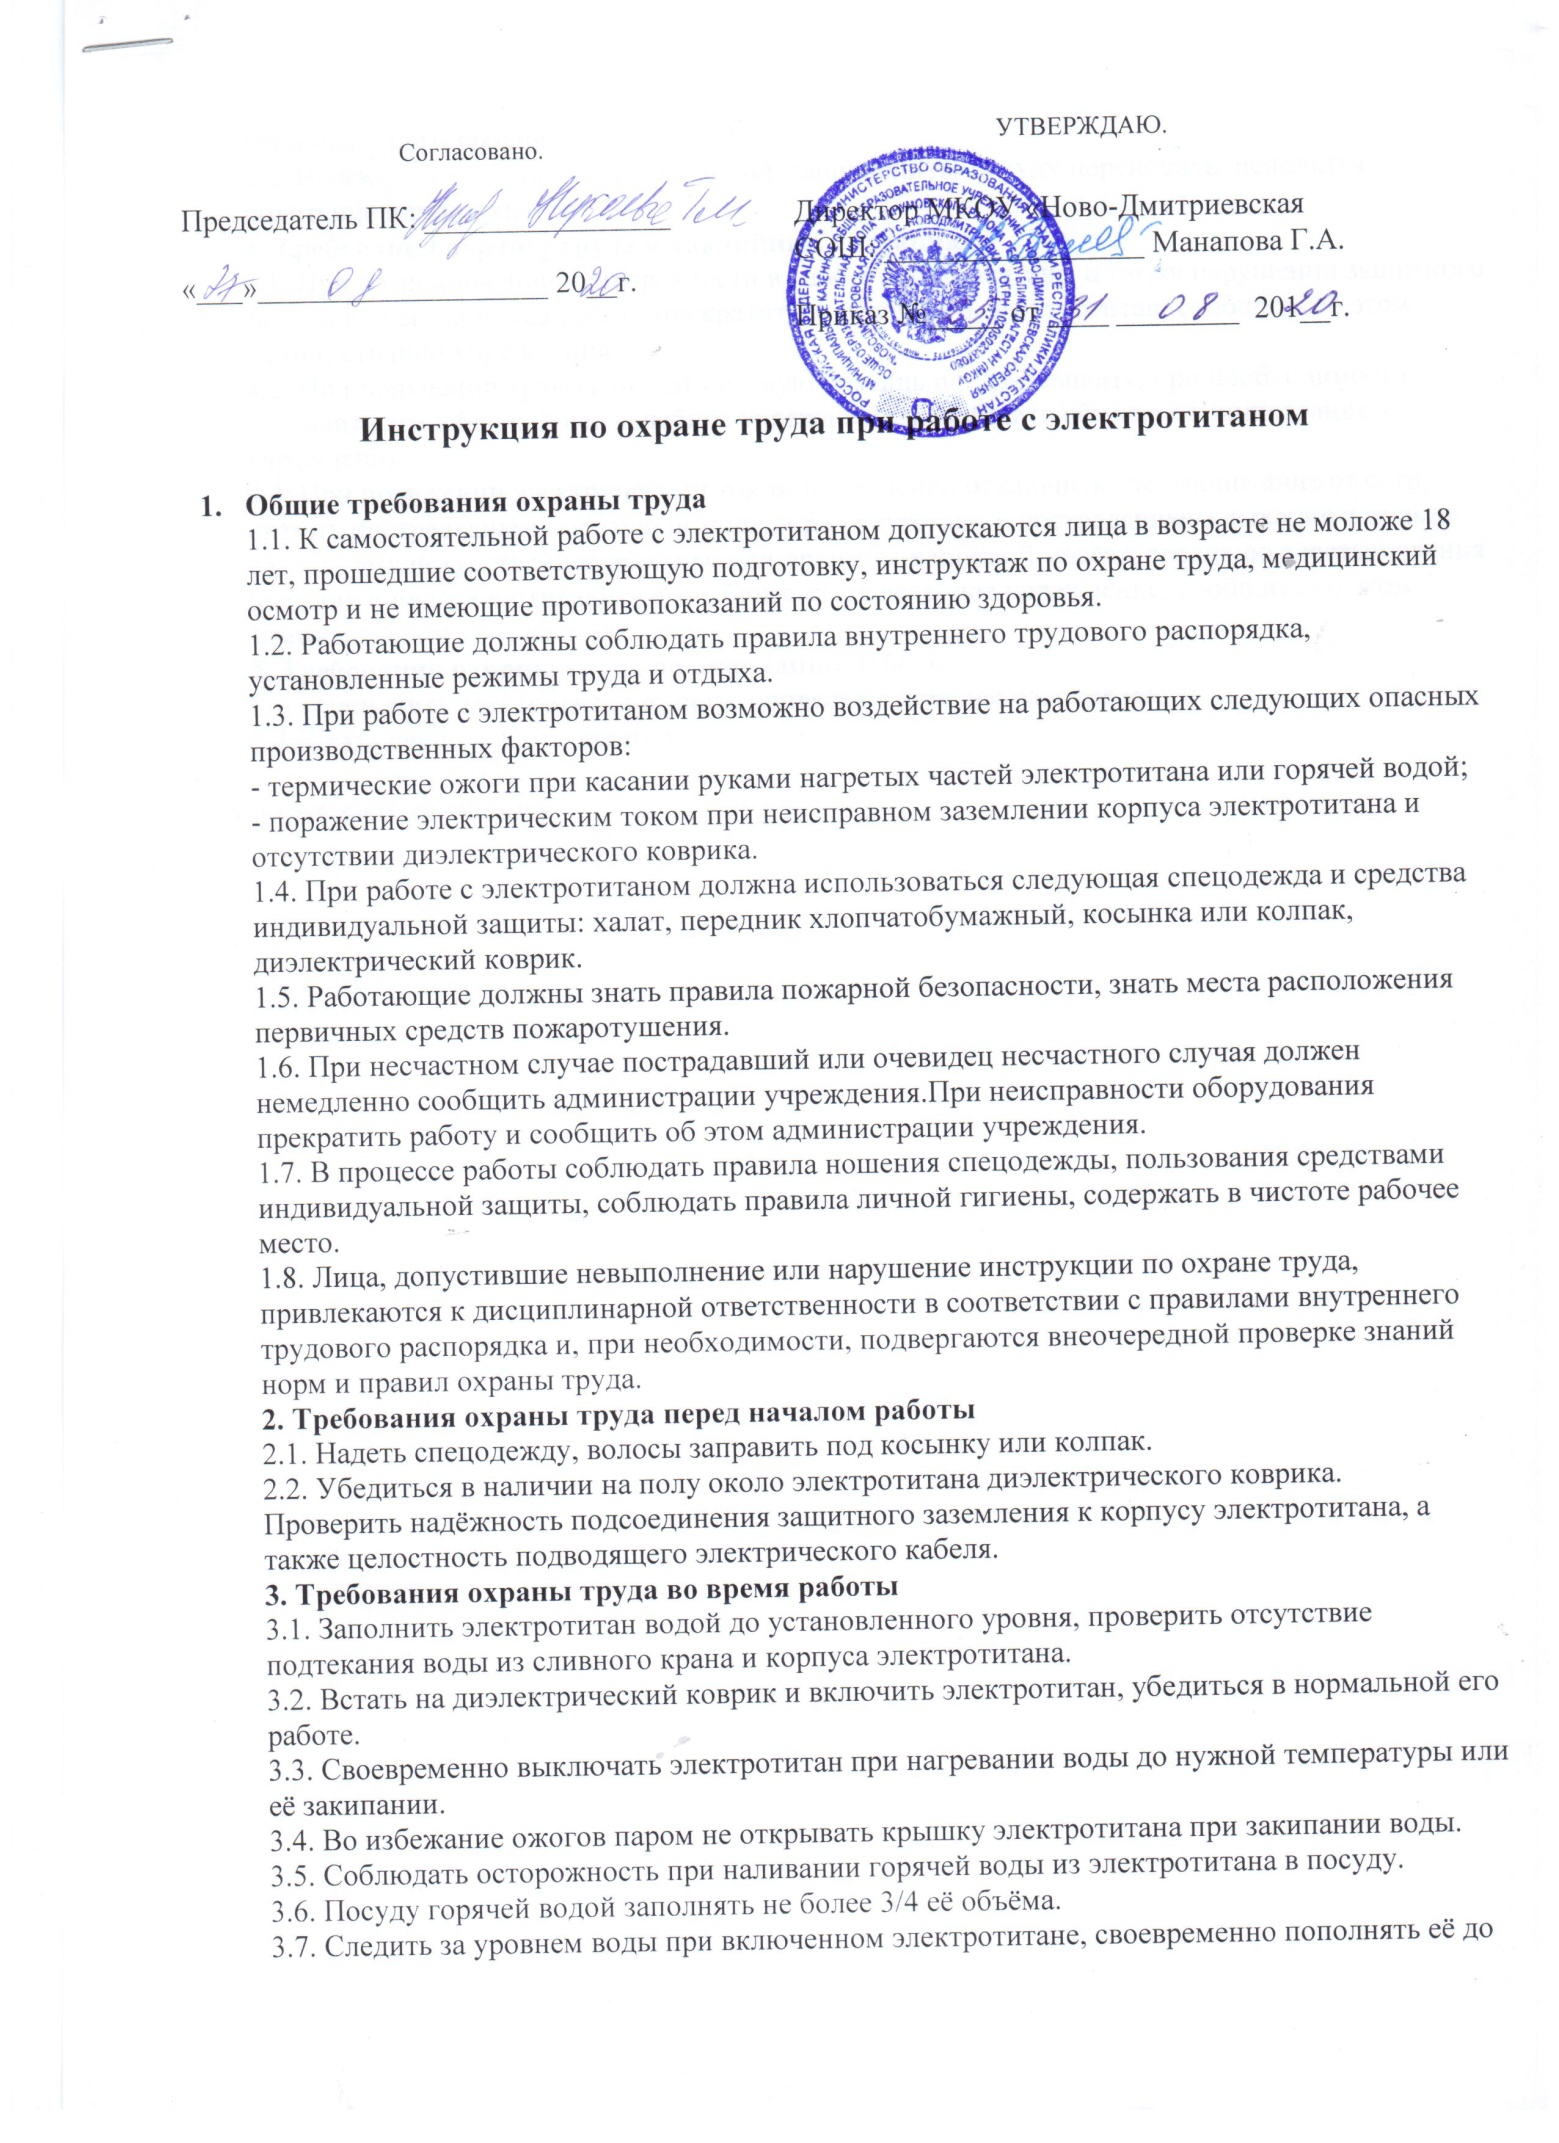 УТВЕРЖДАЮ.
Согласовано.
Председатель ПК:
Директор МКОУ «Ново-Дмитриевская
СОШ: Манапова Г.А.
«27» 08 2020г.
Приказ № от 31 08 20120г.
Инструкция по охране труда при работе с электротитаном
1. Общие требования охраны труда
1.1. К самостоятельной работе с электротитаном допускаются лица в возрасте не моложе 18
лет, прошедшие соответствующую подготовку, инструктаж по охране труда, медицинский
осмотр и не имеющие противопоказаний по состоянию здоровья.
1.2. Работающие должны соблюдать правила внутреннего трудового распорядка,
установленные режимы труда и отдыха.
1.3. При работе с электротитаном возможно воздействие на работающих следующих опасных
производственных факторов:
- термические ожоги при касании руками нагретых частей электротитана или горячей водой;
- поражение электрическим током при неисправном заземлении корпуса электротитана и
отсутствии диэлектрического коврика.
1.4. При работе с электротитаном должна использоваться следующая спецодежда и средства
индивидуальной защиты: халат, передник хлопчатобумажный, косынка или колпак,
диэлектрический коврик.
1.5. Работающие должны знать правила пожарной безопасности, знать места расположения
первичных средств пожаротушения.
1.6. При несчастном случае пострадавший или очевидец несчастного случая должен
немедленно сообщить администрации учреждения.При неисправности оборудования
прекратить работу и сообщить об этом администрации учреждения.
1.7. В процессе работы соблюдать правила ношения спецодежды, пользования средствами
индивидуальной защиты, соблюдать правила личной гигиены, содержать в чистоте рабочее
место.
1.8. Лица, допустившие невыполнение или нарушение инструкции по охране труда,
привлекаются к дисциплинарной ответственности в соответствии с правилами внутреннего
трудового распорядка и, при необходимости, подвергаются внеочередной проверке знаний
норм и правил охраны труда.
2. Требования охраны труда перед началом работы
2.1. Надеть спецодежду, волосы заправить под косынку или колпак.
2.2. Убедиться в наличии на полу около электротитана диэлектрического коврика.
Проверить надёжность подсоединения защитного заземления к корпусу электротитана, а
также целостность подводящего электрического кабеля.
3. Требования охраны труда во время работы
3.1. Заполнить электротитан водой до установленного уровня, проверить отсутствие
подтекания воды из сливного крана и корпуса электротитана.
3.2. Встать на диэлектрический коврик и включить электротитан, убедиться в нормальной его
работе.
3.3. Своевременно выключать электротитан при нагревании воды до нужной температуры или
её закипании.
3.4. Во избежание ожогов паром не открывать крышку электротитана при закипании воды.
3.5. Соблюдать осторожность при наливании горячей воды из электротитана в посуду.
3.6. Посуду горячей водой заполнять не более 3/4 её объёма.
3.7. Следить за уровнем воды при включенном электротитане, своевременно пополнять её до